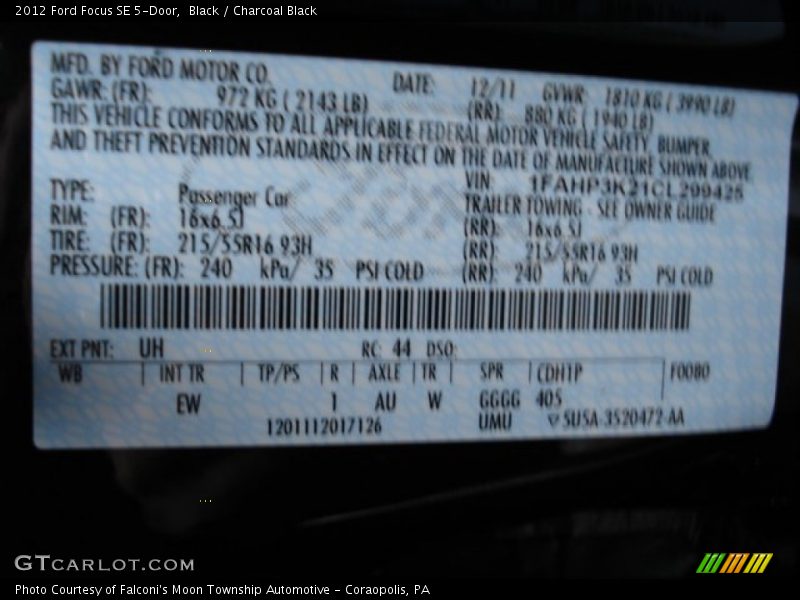 2012 Ford Focus SE 5-Door,  Black / Charcoal Black
MFD. BY FORD MOTOR CO. DATE: 12/11 GVWR: 1810 KG ( 3990 LB)
GAWR: (FR): 972 KG ( 2143 LB) (RR): 880 KG ( 1940 LB)
THIS VEHICLE CONFORMS TO ALL APPLICABLE FEDERAL MOTOR VEHICLE SAFETY, BUMPER,
AND THEFT PREVENTION STANDARDS IN EFFECT ON THE DATE OF MANUFACTURE SHOWN ABOVE.
VIN: 1FAHP3K21CL299425
TYPE: Passenger Car TRAILER TOWING - SEE OWNER GUIDE
RIM: (FR): 16x6.5J (RR): 16x6.5J
TIRE: (FR): 215/55R16 93H (RR): 215/55R16 93H
PRESSURE: (FR): 240 kPa/ 35 PSI COLD (RR): 240 kPa/ 35 PSI COLD
EXT PNT: UH RC: 44 DSO:
WB | INT TR | TP/PS | R | AXLE | TR | SPR | CDH1P | F0080
EW 1 AU W GGGG 405
1201112017126 UMU ▽5U5A-3520472-AA
GTCARLOT.COM
Photo Courtesy of Falconi's Moon Township Automotive - Coraopolis, PA